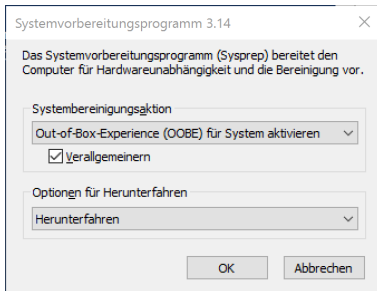 Systemvorbereitungsprogramm 3.14
Das Systemvorbereitungsprogramm (Sysprep) bereitet den
Computer für Hardwareunabhängigkeit und die Bereinigung vor.
Systembereinigungsaktion
Out-of-Box-Experience (OOBE) für System aktivieren
Verallgemeinern
Optionen für Herunterfahren
Herunterfahren
OK Abbrechen